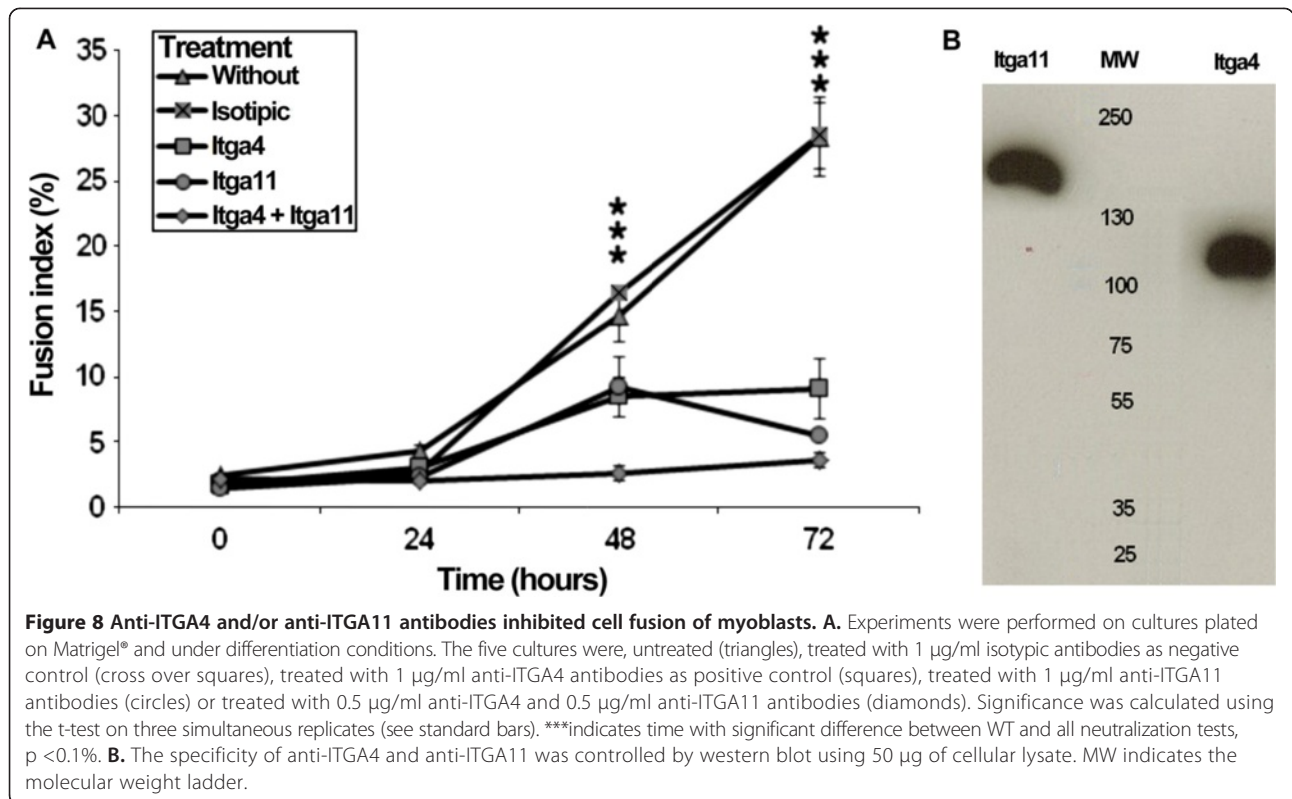 A
35
30
25
20
15
10
5
0
Fusion index (%)
Treatment
Without
Isotipic
Itga4
Itga11
Itga4 + Itga11
***
***
0 24 48 72
Time (hours)
B
Itga11 MW Itga4
250
130
100
75
55
35
25
Figure 8 Anti-ITGA4 and/or anti-ITGA11 antibodies inhibited cell fusion of myoblasts. A. Experiments were performed on cultures plated
on Matrigel® and under differentiation conditions. The five cultures were, untreated (triangles), treated with 1 μg/ml isotypic antibodies as negative
control (cross over squares), treated with 1 μg/ml anti-ITGA4 antibodies as positive control (squares), treated with 1 μg/ml anti-ITGA11
antibodies (circles) or treated with 0.5 μg/ml anti-ITGA4 and 0.5 μg/ml anti-ITGA11 antibodies (diamonds). Significance was calculated using
the t-test on three simultaneous replicates (see standard bars). ***indicates time with significant difference between WT and all neutralization tests,
p <0.1%. B. The specificity of anti-ITGA4 and anti-ITGA11 was controlled by western blot using 50 μg of cellular lysate. MW indicates the
molecular weight ladder.